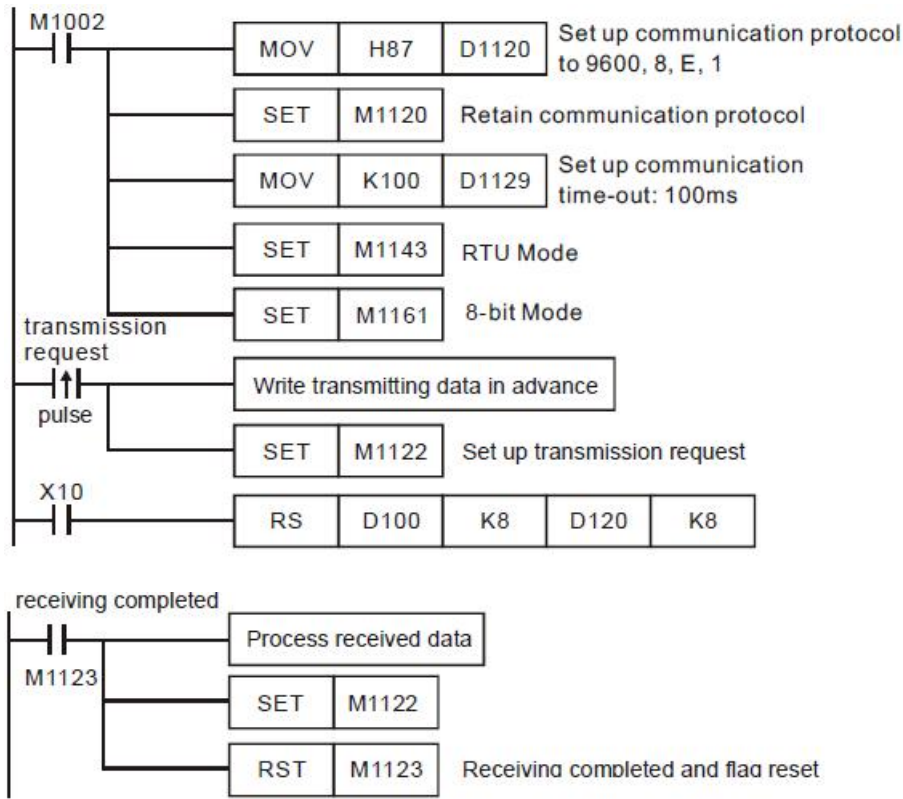 M1002
MOV H87 D1120 Set up communication protocol
to 9600, 8, E, 1
SET M1120 Retain communication protocol
MOV K100 D1129 Set up communication
time-out: 100ms
SET M1143 RTU Mode
SET M1161 8-bit Mode
transmission
request
Write transmitting data in advance
pulse
SET M1122 Set up transmission request
X10
RS D100 K8 D120 K8
receiving completed
Process received data
M1123
SET M1122
RST M1123 Receiving completed and flag reset